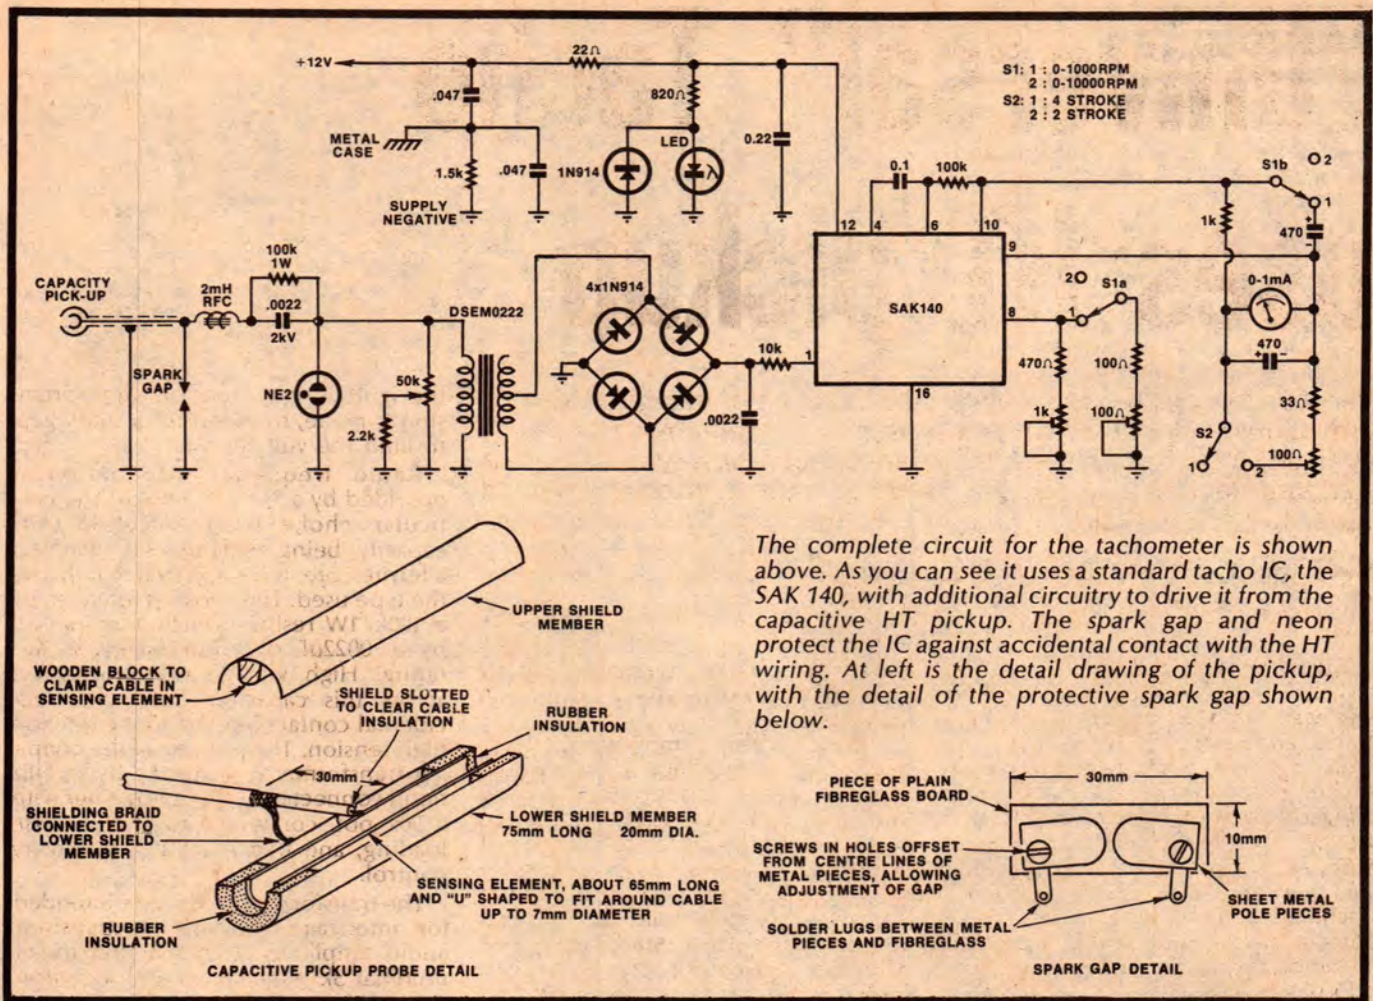 +12V
22Ω
S1: 1 : 0-1000RPM
2 : 0-10000RPM
S2: 1 : 4 STROKE
2 : 2 STROKE
.047
820Ω
METAL
CASE
LED
0.22
1.5k
.047
1N914
SUPPLY
NEGATIVE
0.1
100k
S1b
2
1
1k
470
+
-
12
4
6
10
9
100k
1W
CAPACITY
PICK-UP
2mH
RFC
.0022
2kV
DSEM0222
4x1N914
2
S1a
1
0-1mA
SAK140
8
470
+
-
SPARK
GAP
NE2
50k
10k
1
470Ω
100Ω
33Ω
2.2k
.0022
16
1k
100Ω
S2
1
2
100Ω
UPPER SHIELD
MEMBER
WOODEN BLOCK TO
CLAMP CABLE IN
SENSING ELEMENT
SHIELD SLOTTED
TO CLEAR CABLE
INSULATION
RUBBER
INSULATION
30mm
SHIELDING BRAID
CONNECTED TO
LOWER SHIELD
MEMBER
LOWER SHIELD MEMBER
75mm LONG 20mm DIA.
SENSING ELEMENT, ABOUT 65mm LONG
AND "U" SHAPED TO FIT AROUND CABLE
UP TO 7mm DIAMETER
RUBBER
INSULATION
CAPACITIVE PICKUP PROBE DETAIL
The complete circuit for the tachometer is shown
above. As you can see it uses a standard tacho IC, the
SAK 140, with additional circuitry to drive it from the
capacitive HT pickup. The spark gap and neon
protect the IC against accidental contact with the HT
wiring. At left is the detail drawing of the pickup,
with the detail of the protective spark gap shown
below.
PIECE OF PLAIN
FIBREGLASS BOARD
30mm
10mm
SCREWS IN HOLES OFFSET
FROM CENTRE LINES OF
METAL PIECES, ALLOWING
ADJUSTMENT OF GAP
SHEET METAL
POLE PIECES
SOLDER LUGS BETWEEN METAL
PIECES AND FIBREGLASS
SPARK GAP DETAIL